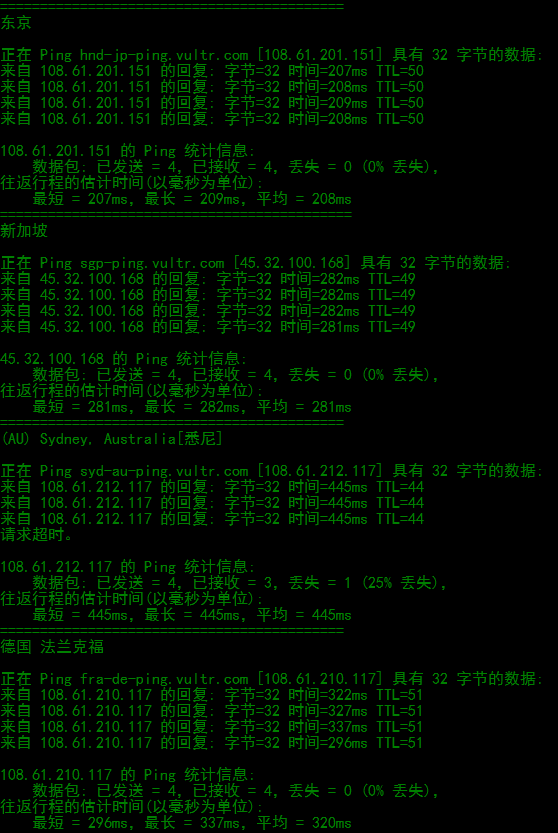 ===========================================
东京
正在 Ping hnd-jp-ping.vultr.com [108.61.201.151] 具有 32 字节的数据:
来自 108.61.201.151 的回复: 字节=32 时间=207ms TTL=50
来自 108.61.201.151 的回复: 字节=32 时间=208ms TTL=50
来自 108.61.201.151 的回复: 字节=32 时间=209ms TTL=50
来自 108.61.201.151 的回复: 字节=32 时间=208ms TTL=50
108.61.201.151 的 Ping 统计信息:
    数据包: 已发送 = 4, 已接收 = 4, 丢失 = 0 (0% 丢失),
往返行程的估计时间(以毫秒为单位):
    最短 = 207ms, 最长 = 209ms, 平均 = 208ms
============================================
新加坡
正在 Ping sgp-ping.vultr.com [45.32.100.168] 具有 32 字节的数据:
来自 45.32.100.168 的回复: 字节=32 时间=282ms TTL=49
来自 45.32.100.168 的回复: 字节=32 时间=282ms TTL=49
来自 45.32.100.168 的回复: 字节=32 时间=282ms TTL=49
来自 45.32.100.168 的回复: 字节=32 时间=281ms TTL=49
45.32.100.168 的 Ping 统计信息:
    数据包: 已发送 = 4, 已接收 = 4, 丢失 = 0 (0% 丢失),
往返行程的估计时间(以毫秒为单位):
    最短 = 281ms, 最长 = 282ms, 平均 = 281ms
===========================================
(AU) Sydney, Australia[悉尼]
正在 Ping syd-au-ping.vultr.com [108.61.212.117] 具有 32 字节的数据:
来自 108.61.212.117 的回复: 字节=32 时间=445ms TTL=44
来自 108.61.212.117 的回复: 字节=32 时间=445ms TTL=44
来自 108.61.212.117 的回复: 字节=32 时间=445ms TTL=44
请求超时。
108.61.212.117 的 Ping 统计信息:
    数据包: 已发送 = 4, 已接收 = 3, 丢失 = 1 (25% 丢失),
往返行程的估计时间(以毫秒为单位):
    最短 = 445ms, 最长 = 445ms, 平均 = 445ms
===========================================
德国 法兰克福
正在 Ping fra-de-ping.vultr.com [108.61.210.117] 具有 32 字节的数据:
来自 108.61.210.117 的回复: 字节=32 时间=322ms TTL=51
来自 108.61.210.117 的回复: 字节=32 时间=327ms TTL=51
来自 108.61.210.117 的回复: 字节=32 时间=337ms TTL=51
来自 108.61.210.117 的回复: 字节=32 时间=296ms TTL=51
108.61.210.117 的 Ping 统计信息:
    数据包: 已发送 = 4, 已接收 = 4, 丢失 = 0 (0% 丢失),
往返行程的估计时间(以毫秒为单位):
    最短 = 296ms, 最长 = 337ms, 平均 = 320ms